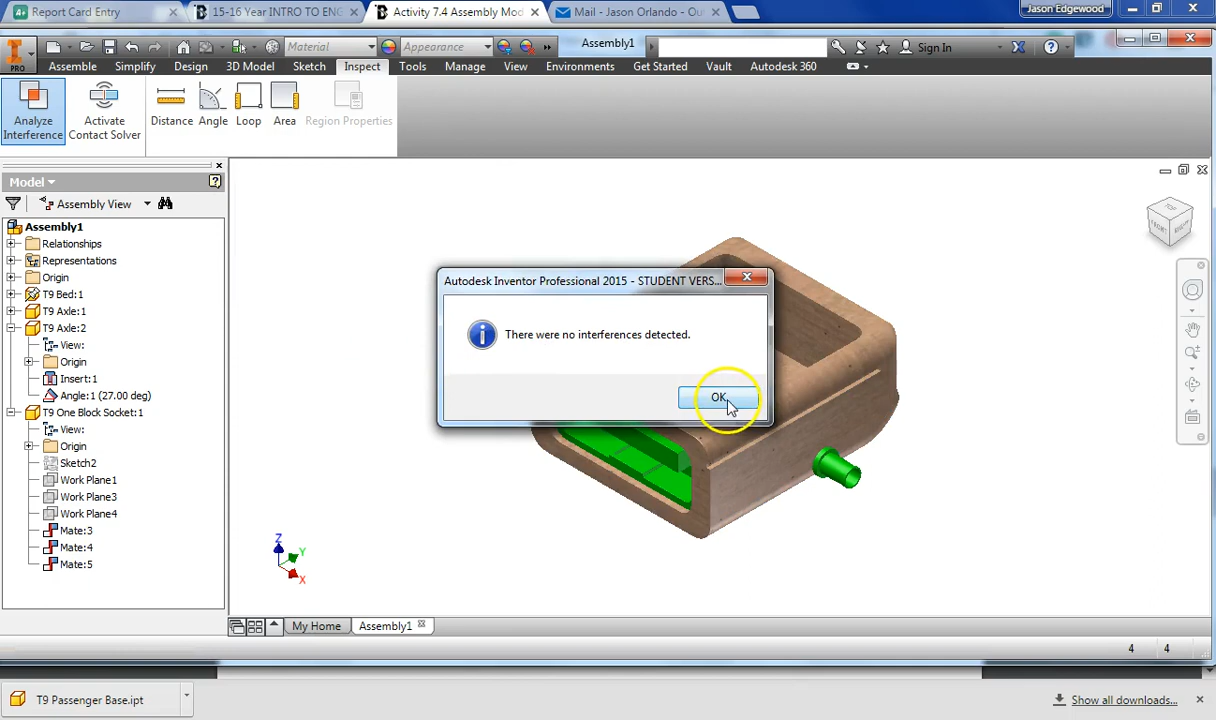 Report Card Entry
15-16 Year INTRO TO EN
Activity 7.4 Assembly Mod
Mail - Jason Orlando - Ou
Jason Edgewood
PRO
Material
Appearance
Assembly1
Sign In
Assemble Simplify Design 3D Model Sketch Inspect Tools Manage View Environments Get Started Vault Autodesk 360
Analyze Interference
Activate Contact Solver
Distance Angle Loop Area Region Properties
Model
Assembly View
Assembly1
Relationships
Representations
Origin
T9 Bed:1
T9 Axle:1
T9 Axle:2
View:
Origin
Insert:1
Angle:1 (27.00 deg)
T9 One Block Socket:1
View:
Origin
Sketch2
Work Plane1
Work Plane3
Work Plane4
Mate:3
Mate:4
Mate:5
Autodesk Inventor Professional 2015 - STUDENT VERS...
There were no interferences detected.
OK
TOP
FRONT
RIGHT
Z
Y
X
My Home
Assembly1
4 4
T9 Passenger Base.ipt
Show all downloads...